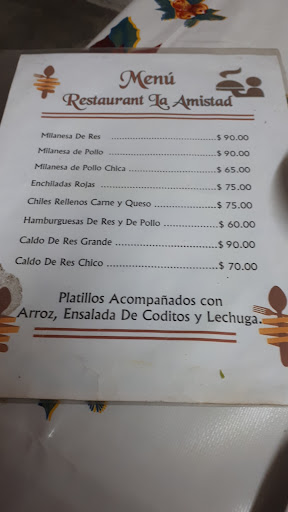 Menú
Restaurant La Amistad
Milanesa De Res ........................ $ 90.00
Milanesa de Pollo ........................ $ 90.00
Milanesa de Pollo Chica ........................ $ 65.00
Enchiladas Rojas ........................ $ 75.00
Chiles Rellenos Carne y Queso ................ $ 75.00
Hamburguesas De Res y De Pollo ............ $ 60.00
Caldo De Res Grande ........................ $ 90.00
Caldo De Res Chico ........................ $ 70.00
Platillos Acompañados con
Arroz, Ensalada De Coditos y Lechuga.